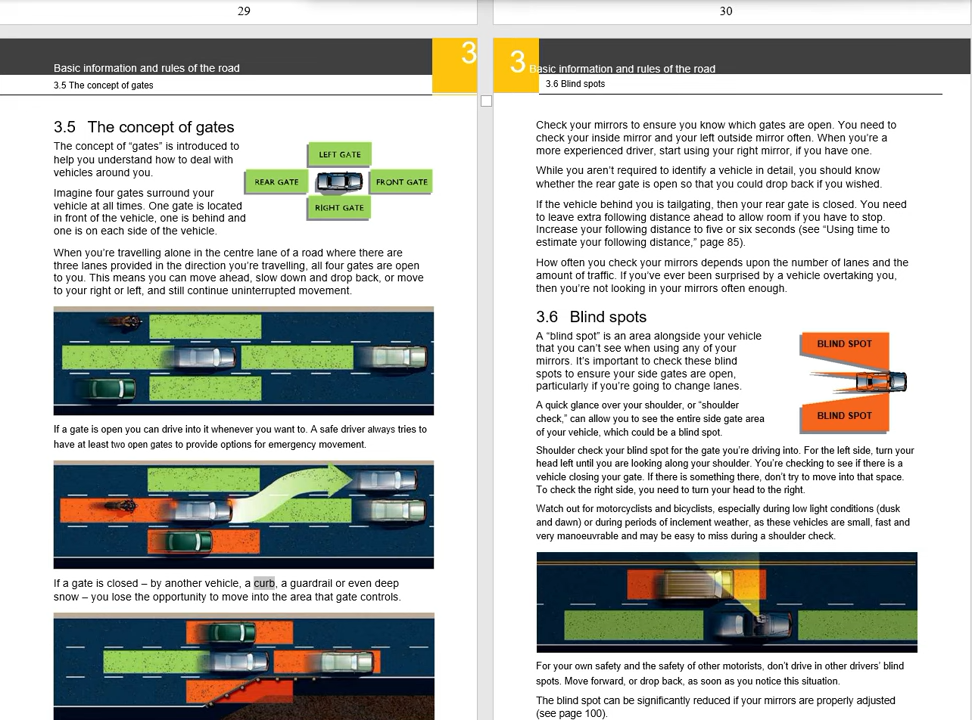 29
30
3
Basic information and rules of the road
3.5 The concept of gates
3.5 The concept of gates
The concept of “gates” is introduced to
help you understand how to deal with
vehicles around you.
Imagine four gates surround your
vehicle at all times. One gate is located
in front of the vehicle, one is behind and
one is on each side of the vehicle.
LEFT GATE
REAR GATE
FRONT GATE
RIGHT GATE
When you’re travelling alone in the centre lane of a road where there are
three lanes provided in the direction you’re travelling, all four gates are open
to you. This means you can move ahead, slow down and drop back, or move
to your right or left, and still continue uninterrupted movement.
If a gate is open you can drive into it whenever you want to. A safe driver always tries to
have at least two open gates to provide options for emergency movement.
If a gate is closed – by another vehicle, a curb, a guardrail or even deep
snow – you lose the opportunity to move into the area that gate controls.
3
Basic information and rules of the road
3.6 Blind spots
Check your mirrors to ensure you know which gates are open. You need to
check your inside mirror and your left outside mirror often. When you’re a
more experienced driver, start using your right mirror, if you have one.
While you aren’t required to identify a vehicle in detail, you should know
whether the rear gate is open so that you could drop back if you wished.
If the vehicle behind you is tailgating, then your rear gate is closed. You need
to leave extra following distance ahead to allow room if you have to stop.
Increase your following distance to five or six seconds (see “Using time to
estimate your following distance,” page 85).
How often you check your mirrors depends upon the number of lanes and the
amount of traffic. If you’ve ever been surprised by a vehicle overtaking you,
then you’re not looking in your mirrors often enough.
3.6 Blind spots
A “blind spot” is an area alongside your vehicle
that you can’t see when using any of your
mirrors. It’s important to check these blind
spots to ensure your side gates are open,
particularly if you’re going to change lanes.
A quick glance over your shoulder, or “shoulder
check,” can allow you to see the entire side gate area
of your vehicle, which could be a blind spot.
BLIND SPOT
BLIND SPOT
Shoulder check your blind spot for the gate you’re driving into. For the left side, turn your
head left until you are looking along your shoulder. You’re checking to see if there is a
vehicle closing your gate. If there is something there, don’t try to move into that space.
To check the right side, you need to turn your head to the right.
Watch out for motorcyclists and bicyclists, especially during low light conditions (dusk
and dawn) or during periods of inclement weather, as these vehicles are small, fast and
very manoeuvrable and may be easy to miss during a shoulder check.
For your own safety and the safety of other motorists, don’t drive in other drivers’ blind
spots. Move forward, or drop back, as soon as you notice this situation.
The blind spot can be significantly reduced if your mirrors are properly adjusted
(see page 100).